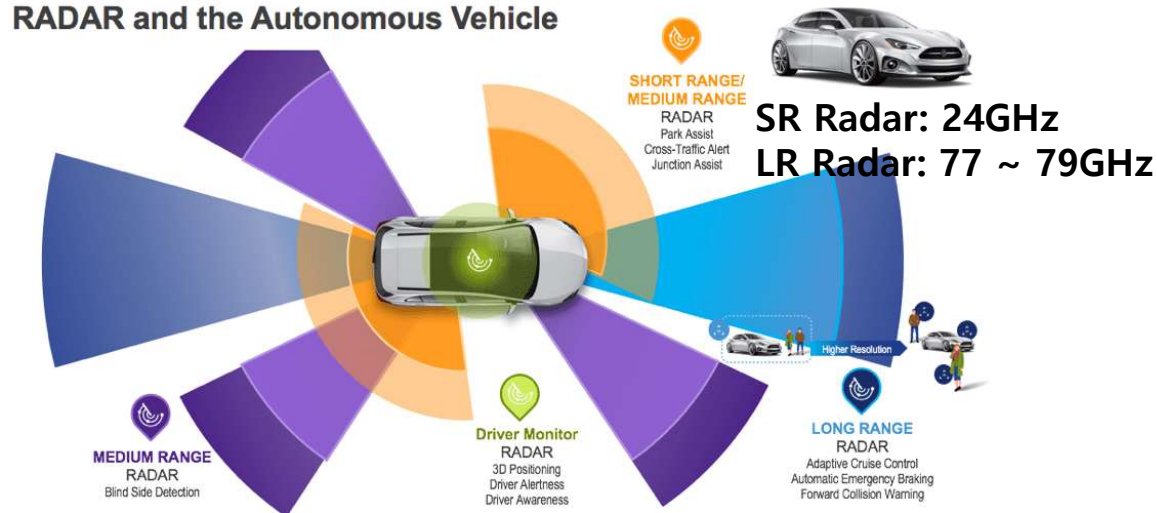 RADAR and the Autonomous Vehicle
SHORT RANGE/
MEDIUM RANGE
RADAR
Park Assist
Cross-Traffic Alert
Junction Assist
SR Radar: 24GHz
LR Radar: 77 ~ 79GHz
Higher Resolution
MEDIUM RANGE
RADAR
Blind Side Detection
Driver Monitor
RADAR
3D Positioning
Driver Alertness
Driver Awareness
LONG RANGE
RADAR
Adaptive Cruise Control
Automatic Emergency Braking
Forward Collision Warning